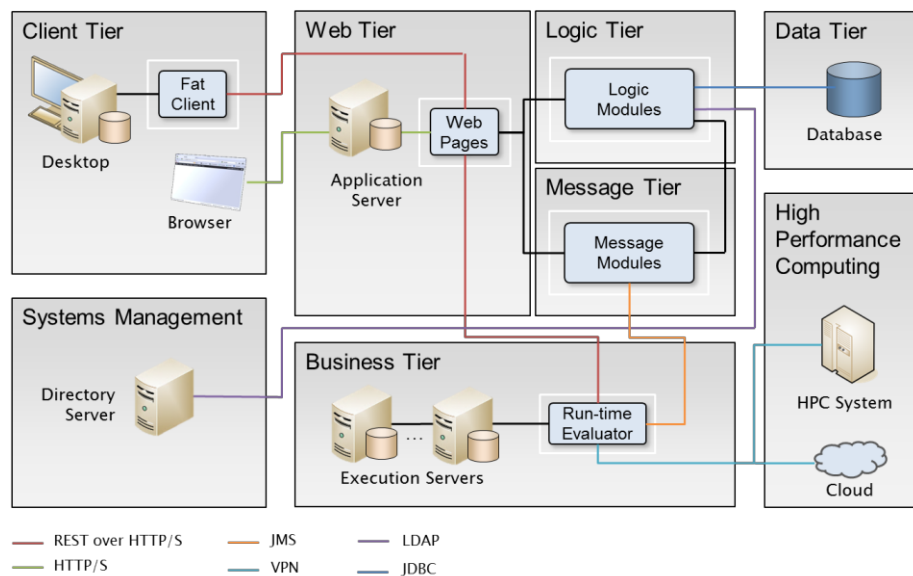 Client Tier
Fat
Client
Desktop
Browser
Web Tier
Application
Server
Web
Pages
Logic Tier
Logic
Modules
Message Tier
Message
Modules
Data Tier
Database
High
Performance
Computing
HPC System
Cloud
Systems Management
Directory
Server
Business Tier
...
Execution Servers
Run-time
Evaluator
REST over HTTP/S
JMS
LDAP
HTTP/S
VPN
JDBC